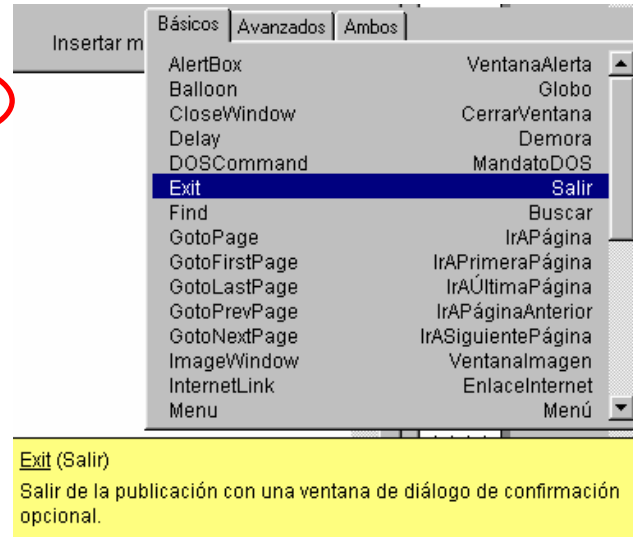 Básicos Avanzados Ambos
Insertar m
AlertBox VentanaAlerta
Balloon Globo
CloseWindow CerrarVentana
Delay Demora
DOSCommand MandatoDOS
Exit Salir
Find Buscar
GotoPage IrAPágina
GotoFirstPage IrAPrimeraPágina
GotoLastPage IrAÚltimaPágina
GotoPrevPage IrAPáginaAnterior
GotoNextPage IrASiguientePágina
ImageWindow VentanaImagen
InternetLink EnlaceInternet
Menu Menú
Exit (Salir)
Salir de la publicación con una ventana de diálogo de confirmación
opcional.